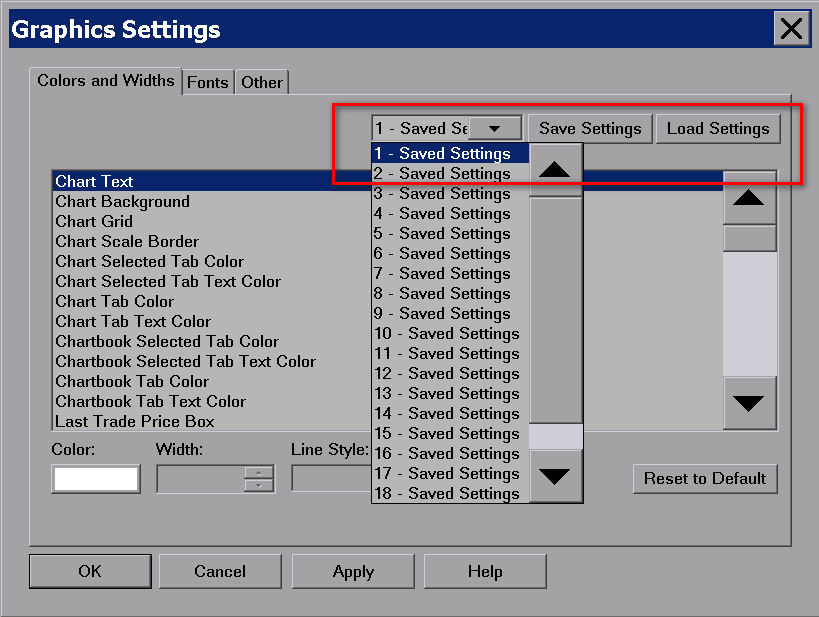 Graphics Settings
Colors and Widths
Fonts
Other
1 - Saved Se
Save Settings
Load Settings
1 - Saved Settings
2 - Saved Settings
3 - Saved Settings
4 - Saved Settings
5 - Saved Settings
6 - Saved Settings
7 - Saved Settings
8 - Saved Settings
9 - Saved Settings
10 - Saved Settings
11 - Saved Settings
12 - Saved Settings
13 - Saved Settings
14 - Saved Settings
15 - Saved Settings
16 - Saved Settings
17 - Saved Settings
18 - Saved Settings
Chart Text
Chart Background
Chart Grid
Chart Scale Border
Chart Selected Tab Color
Chart Selected Tab Text Color
Chart Tab Color
Chart Tab Text Color
Chartbook Selected Tab Color
Chartbook Selected Tab Text Color
Chartbook Tab Color
Chartbook Tab Text Color
Last Trade Price Box
Color:
Width:
Line Style:
Reset to Default
OK
Cancel
Apply
Help